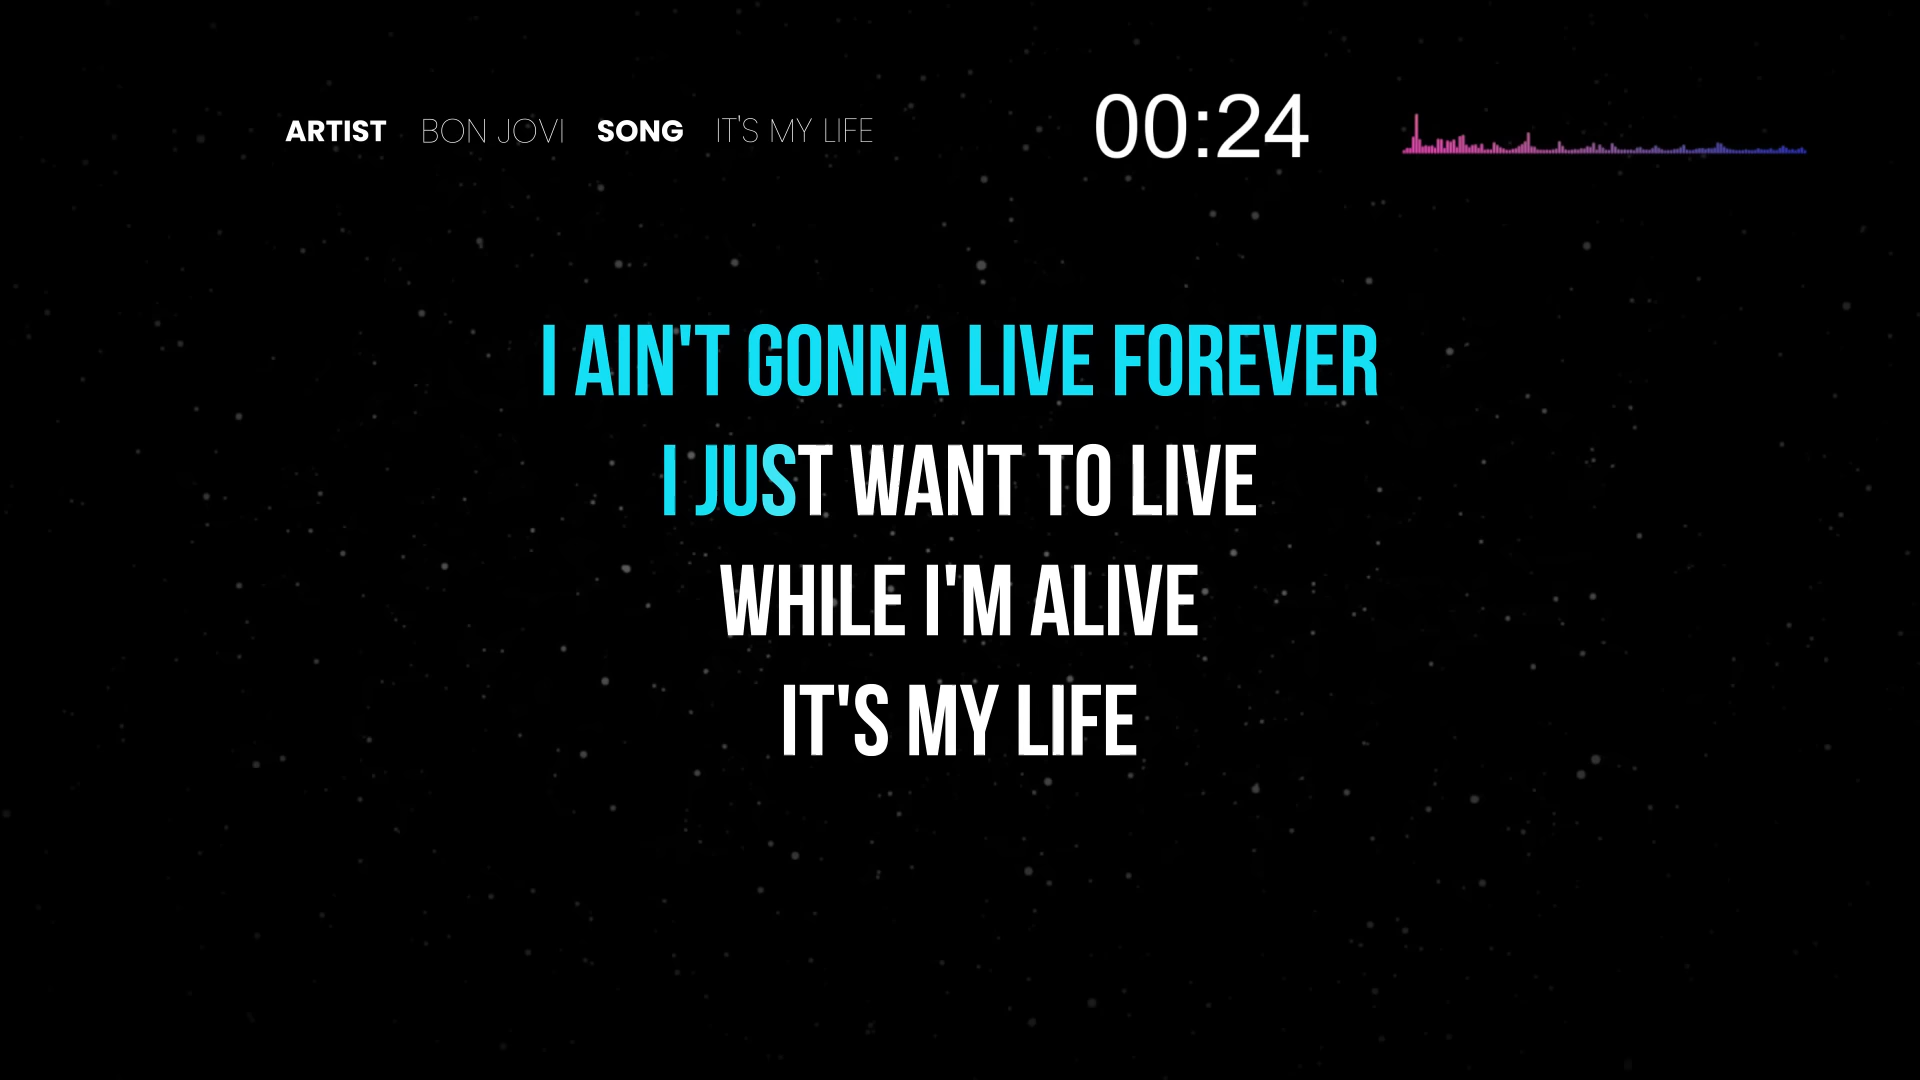 ARTIST BON JOVI SONG IT'S MY LIFE 00:24
I AIN'T GONNA LIVE FOREVER
I JUST WANT TO LIVE
WHILE I'M ALIVE
IT'S MY LIFE